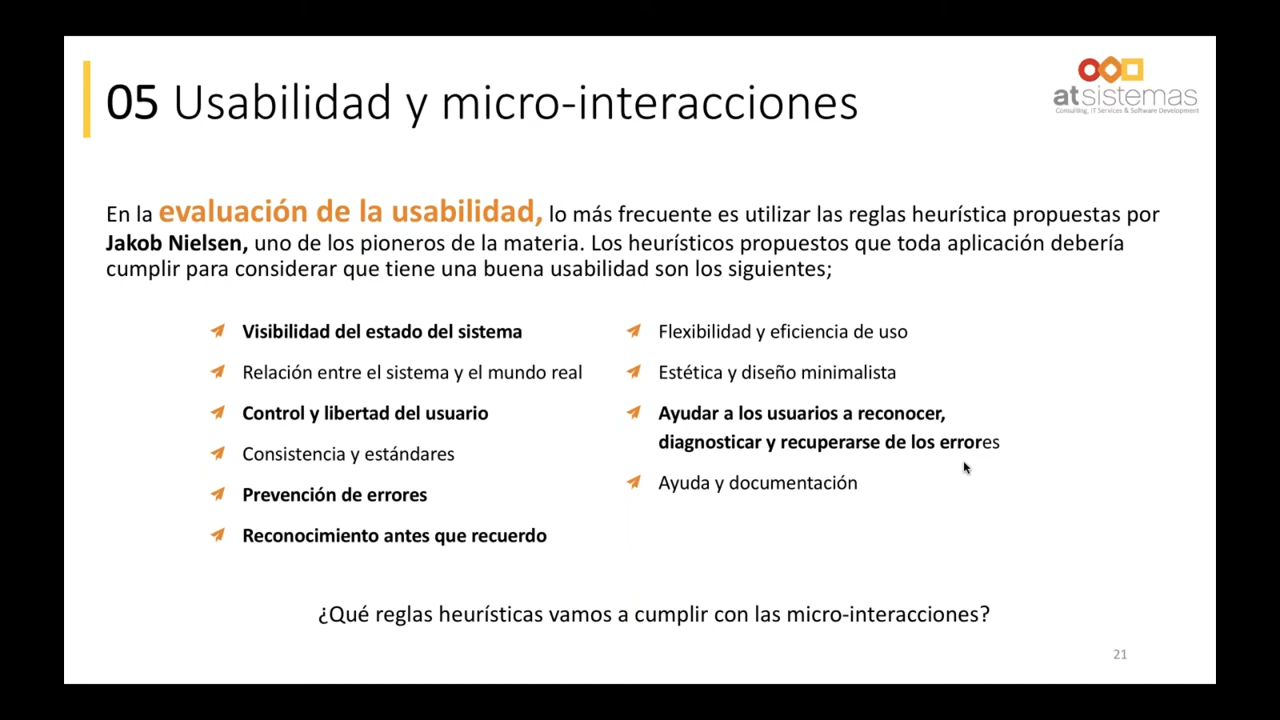 05 Usabilidad y micro-interacciones
atsistemas
Consulting, IT Services & Software Development
En la evaluación de la usabilidad, lo más frecuente es utilizar las reglas heurística propuestas por
Jakob Nielsen, uno de los pioneros de la materia. Los heurísticos propuestos que toda aplicación debería
cumplir para considerar que tiene una buena usabilidad son los siguientes;
Visibilidad del estado del sistema
Relación entre el sistema y el mundo real
Control y libertad del usuario
Consistencia y estándares
Prevención de errores
Reconocimiento antes que recuerdo
Flexibilidad y eficiencia de uso
Estética y diseño minimalista
Ayudar a los usuarios a reconocer,
diagnosticar y recuperarse de los errores
Ayuda y documentación
¿Qué reglas heurísticas vamos a cumplir con las micro-interacciones?
21